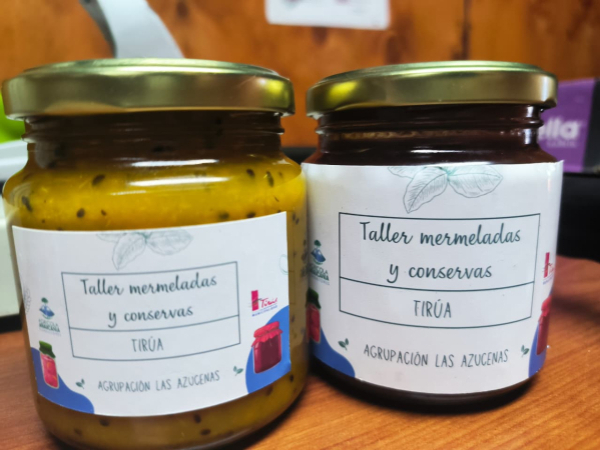 Taller mermeladas
y conservas
TIRÚA
AGRUPACIÓN LAS AZUCENAS
Taller mermeladas
y conservas
TIRÚA
AGRUPACIÓN LAS AZUCENAS